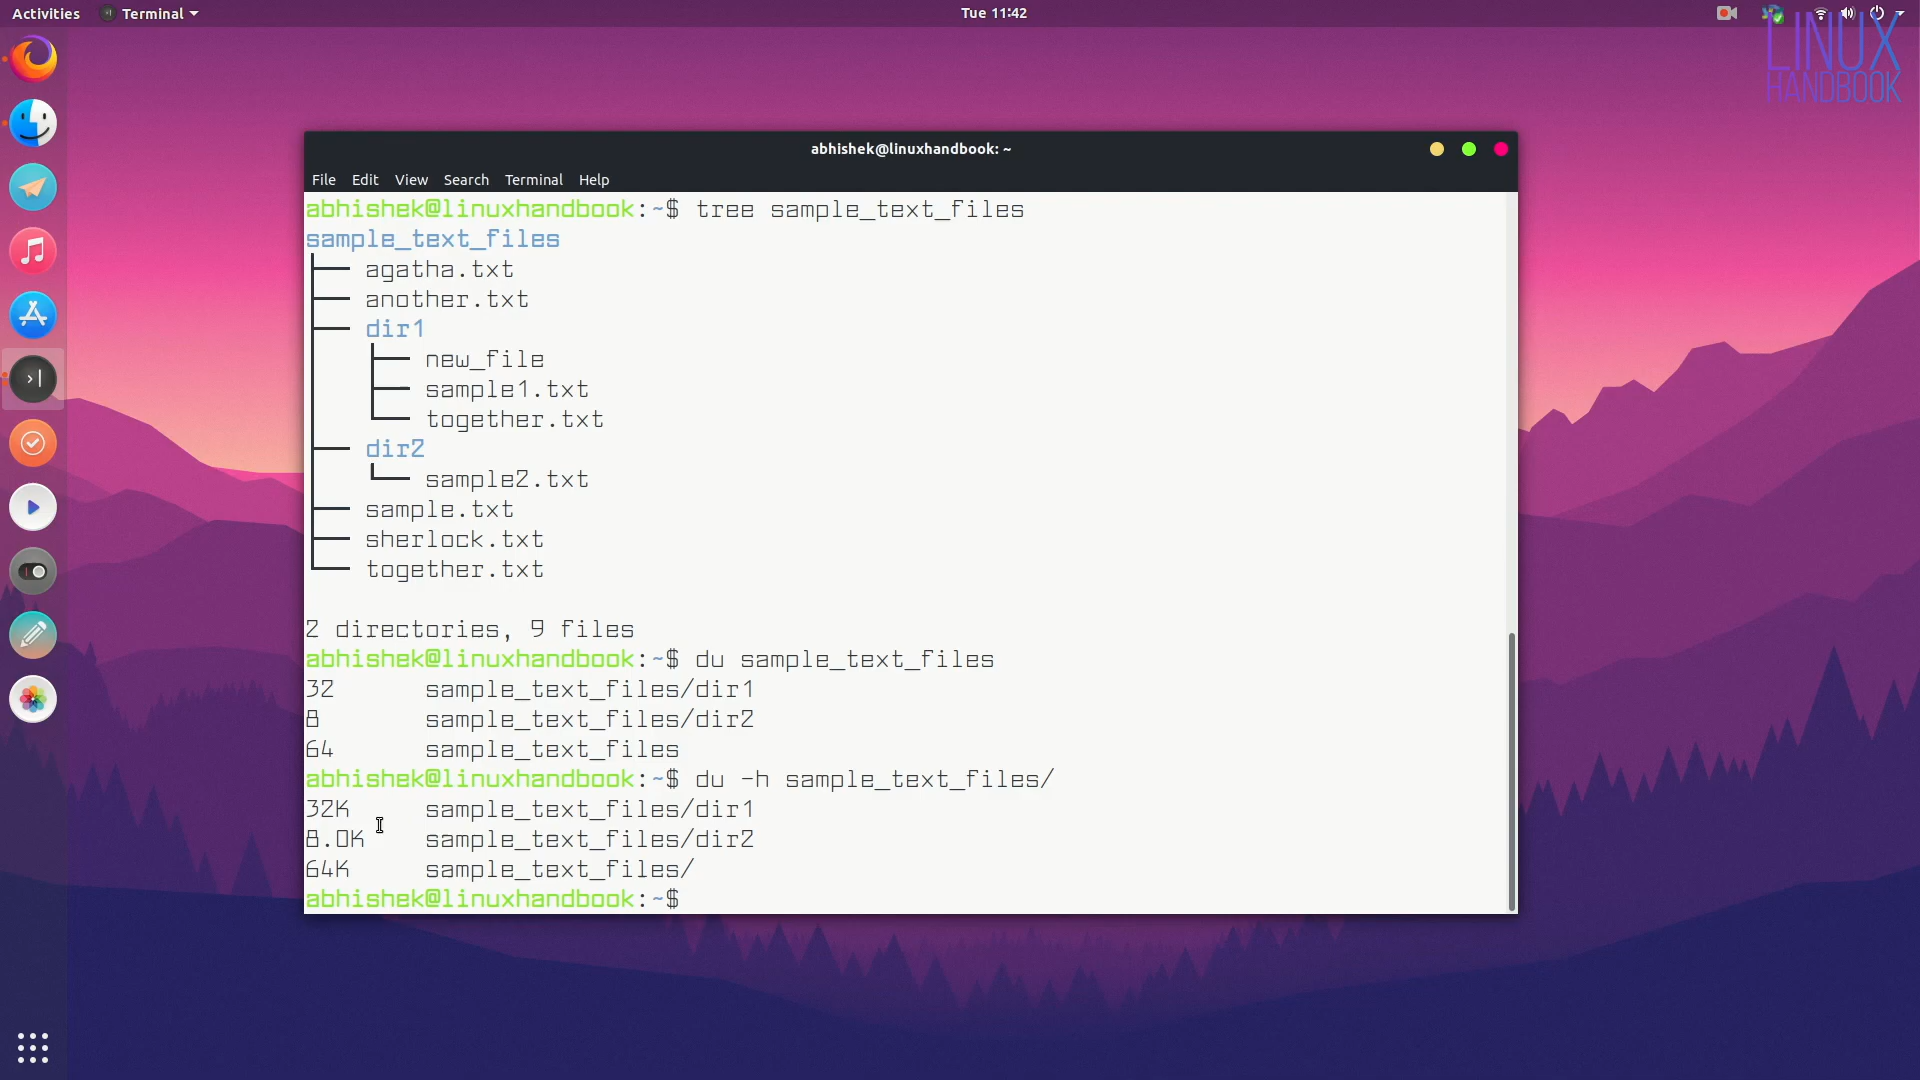 Activities Terminal Tue 11:42
LINUX
HANDBOOK
abhishek@linuxhandbook: ~
File Edit View Search Terminal Help
abhishek@linuxhandbook:~$ tree sample_text_files
sample_text_files
├── agatha.txt
├── another.txt
├── dir1
│   ├── new_file
│   ├── sample1.txt
│   └── together.txt
├── dir2
│   └── sample2.txt
├── sample.txt
├── sherlock.txt
└── together.txt

2 directories, 9 files
abhishek@linuxhandbook:~$ du sample_text_files
32      sample_text_files/dir1
8       sample_text_files/dir2
64      sample_text_files
abhishek@linuxhandbook:~$ du -h sample_text_files/
32K     sample_text_files/dir1
8.0K    sample_text_files/dir2
64K     sample_text_files/
abhishek@linuxhandbook:~$